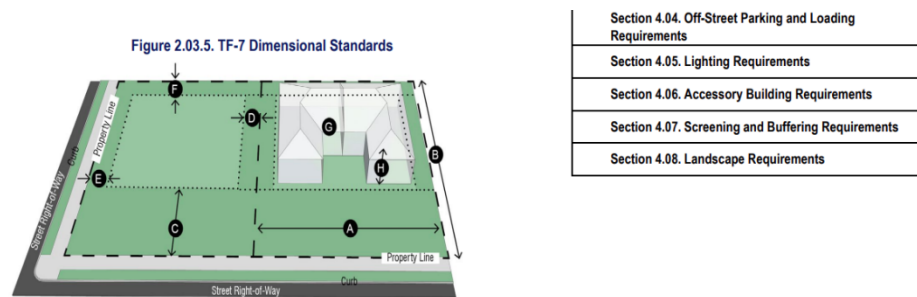 Figure 2.03.5. TF-7 Dimensional Standards
F
Property Line
D
G
B
Curb
H
E
Street Right-of-Way
C
A
Property Line
Curb
Street Right-of-Way
Section 4.04. Off-Street Parking and Loading
Requirements
Section 4.05. Lighting Requirements
Section 4.06. Accessory Building Requirements
Section 4.07. Screening and Buffering Requirements
Section 4.08. Landscape Requirements